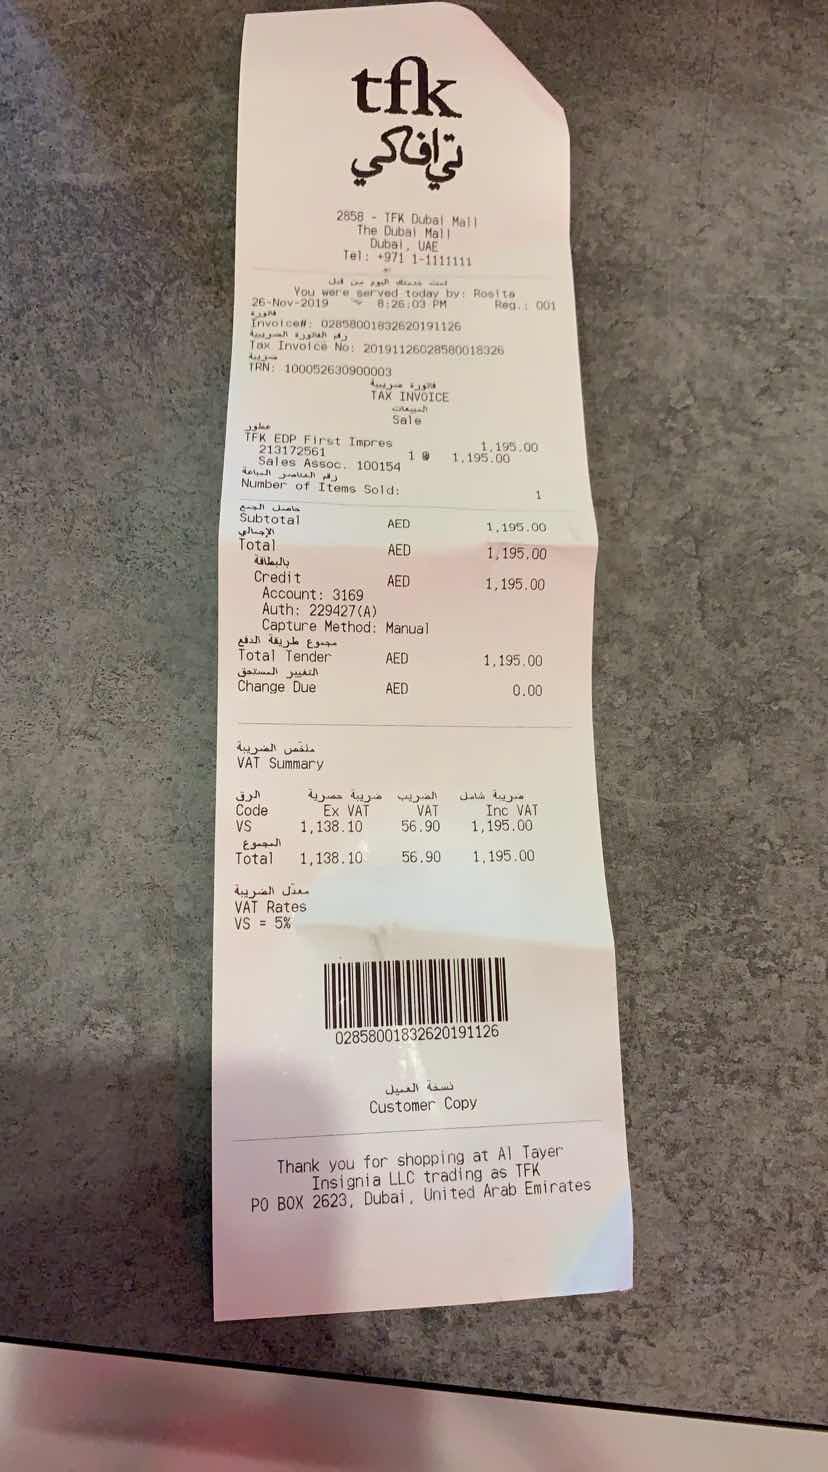 tfk
تي اف كي
2858 - TFK Dubai Mall
The Dubai Mall
Dubai, UAE
Tel: +971 1-1111111
You were served today by: Rosita
26-Nov-2019 8:26:03 PM Reg.: 001
فاتورة
Invoice#: 02858001832620191126
رقم الفاتورة الضريبية
Tax Invoice No: 20191126028580018326
ضريبة
TRN: 100052630900003
فاتورة ضريبية
TAX INVOICE
المبيعات
Sale
عطور
TFK EDP First Impres 1,195.00
213172561 1 @ 1,195.00
Sales Assoc. 100154
رقم العناصر المباعة
Number of Items Sold: 1
حاصل الجمع
Subtotal AED 1,195.00
الإجمالي
Total AED 1,195.00
بالبطاقة
Credit AED 1,195.00
Account: 3169
Auth: 229427(A)
Capture Method: Manual
مجموع طريقة الدفع
Total Tender AED 1,195.00
التغيير المستحق
Change Due AED 0.00
ملخص الضريبة
VAT Summary
الرق ضريبة حصرية الضريب ضريبة شامل
Code Ex VAT VAT Inc VAT
VS 1,138.10 56.90 1,195.00
المجموع
Total 1,138.10 56.90 1,195.00
معدل الضريبة
VAT Rates
VS = 5%
02858001832620191126
نسخة العميل
Customer Copy
Thank you for shopping at Al Tayer
Insignia LLC trading as TFK
PO BOX 2623, Dubai, United Arab Emirates